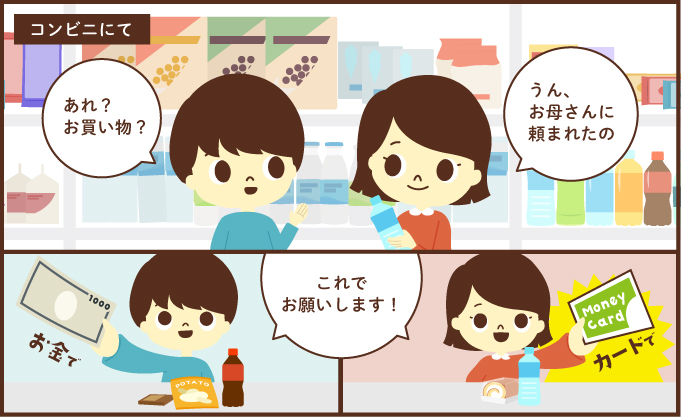 コンビニにて
あれ？
お買い物？
うん、
お母さんに
頼まれたの
1000
お金で
POTATO
これで
お願いします！
Money
Card
カードで